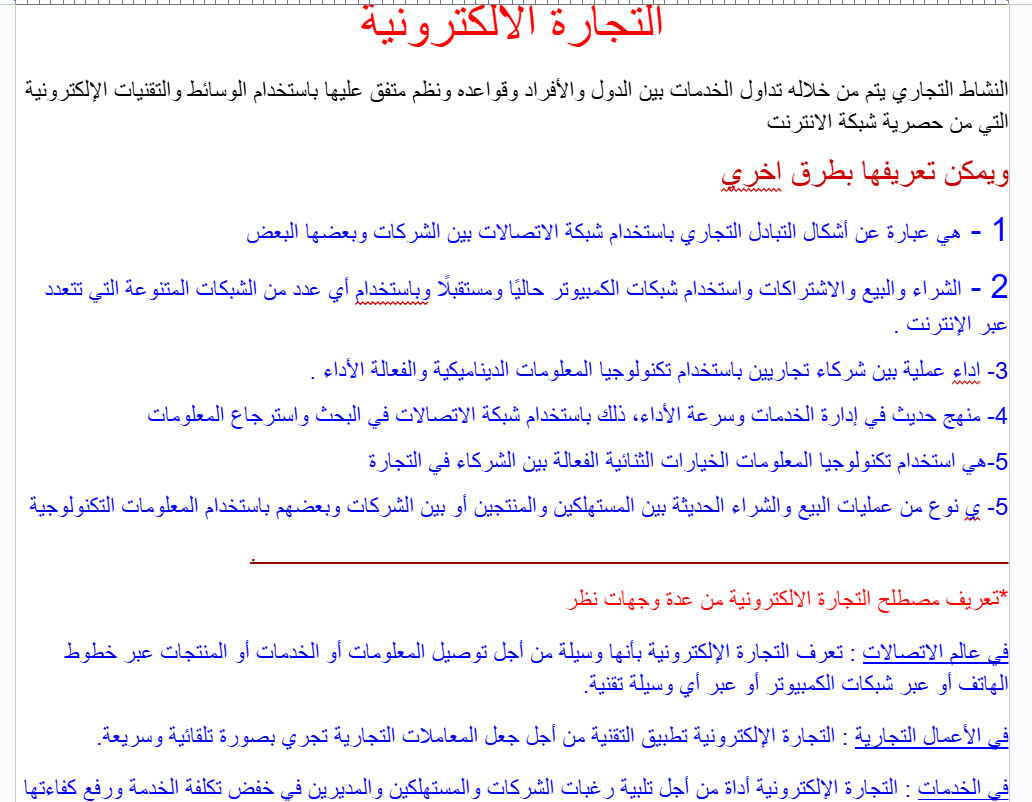 التجارة الالكترونية
النشاط التجاري يتم من خلاله تداول الخدمات بين الدول والأفراد وقواعده ونظم متفق عليها باستخدام الوسائط والتقنيات الإلكترونية
التي من حصرية شبكة الانترنت
ويمكن تعريفها بطرق اخري
1 - هي عبارة عن أشكال التبادل التجاري باستخدام شبكة الاتصالات بين الشركات وبعضها البعض
2 - الشراء والبيع والاشتراكات واستخدام شبكات الكمبيوتر حاليًا ومستقبلًا وباستخدام أي عدد من الشبكات المتنوعة التي تتعدد
عبر الإنترنت .
3- اداء عملية بين شركاء تجاريين باستخدام تكنولوجيا المعلومات الديناميكية والفعالة الأداء .
4- منهج حديث في إدارة الخدمات وسرعة الأداء، ذلك باستخدام شبكة الاتصالات في البحث واسترجاع المعلومات
5-هي استخدام تكنولوجيا المعلومات الخيارات الثنائية الفعالة بين الشركاء في التجارة
5- ي نوع من عمليات البيع والشراء الحديثة بين المستهلكين والمنتجين أو بين الشركات وبعضهم باستخدام المعلومات التكنولوجية
.
*تعريف مصطلح التجارة الالكترونية من عدة وجهات نظر
في عالم الاتصالات : تعرف التجارة الإلكترونية بأنها وسيلة من أجل توصيل المعلومات أو الخدمات أو المنتجات عبر خطوط
الهاتف أو عبر شبكات الكمبيوتر أو عبر أي وسيلة تقنية.
في الأعمال التجارية : التجارة الإلكترونية تطبيق التقنية من أجل جعل المعاملات التجارية تجري بصورة تلقائية وسريعة.
في الخدمات : التجارة الإلكترونية أداة من أجل تلبية رغبات الشركات والمستهلكين والمديرين في خفض تكلفة الخدمة ورفع كفاءتها